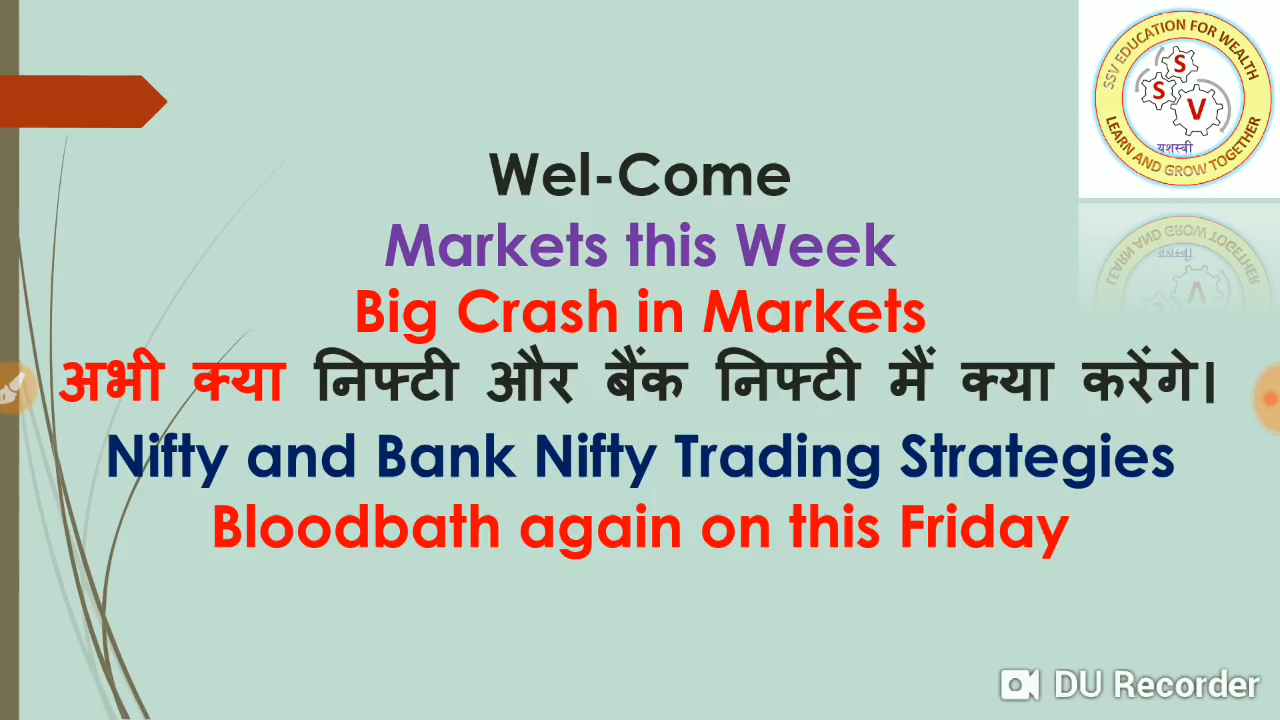 SSV EDUCATION FOR WEALTH
S
S
V
यशस्वी
LEARN AND GROW TOGETHER
Wel-Come
Markets this Week
Big Crash in Markets
अभी क्या निफ्टी और बैंक निफ्टी मैं क्या करेंगे।
Nifty and Bank Nifty Trading Strategies
Bloodbath again on this Friday
DU Recorder